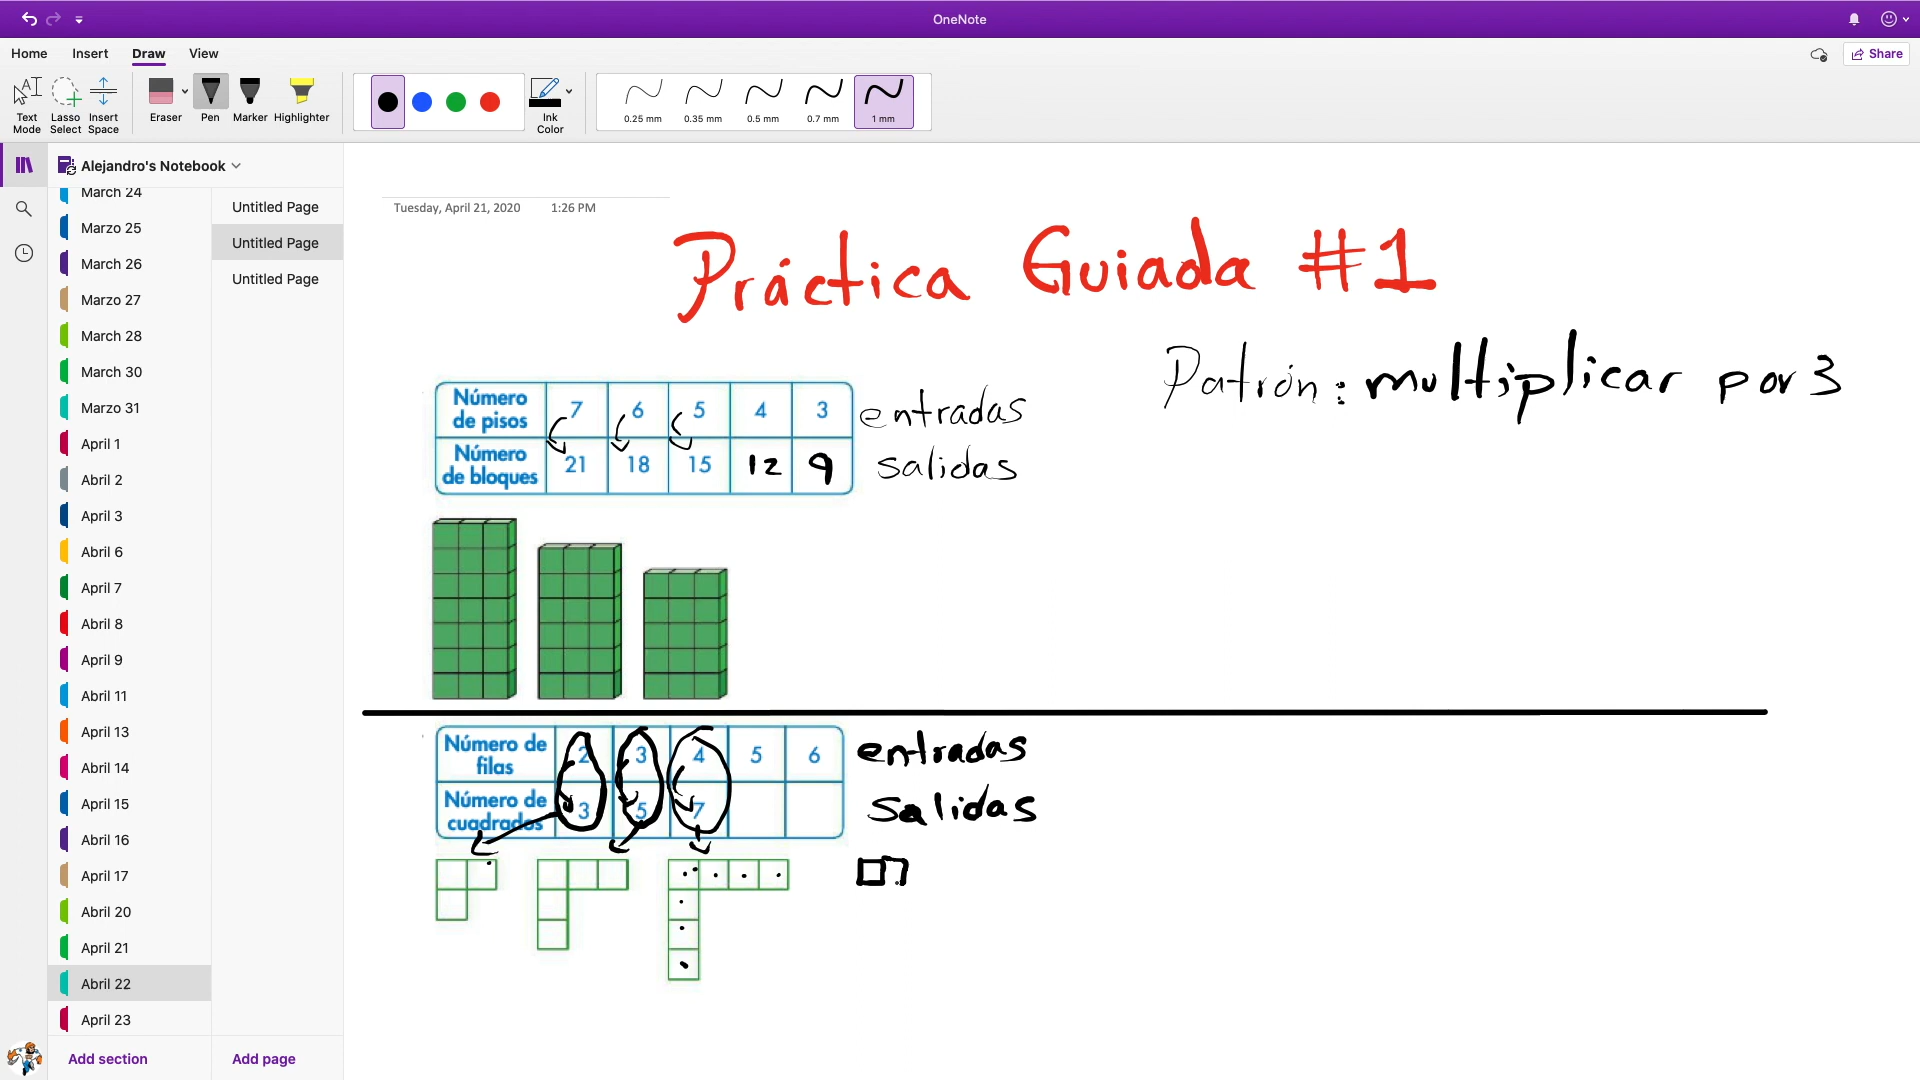 OneNote
Home Insert Draw View
Share
Text Mode
Lasso Select
Insert Space
Eraser
Pen
Marker
Highlighter
Ink Color
0.25 mm
0.35 mm
0.5 mm
0.7 mm
1 mm
Alejandro's Notebook
March 24
Marzo 25
March 26
Marzo 27
March 28
March 30
Marzo 31
April 1
Abril 2
April 3
Abril 6
April 7
Abril 8
April 9
Abril 11
April 13
Abril 14
April 15
Abril 16
April 17
Abril 20
April 21
Abril 22
April 23
Add section
Untitled Page
Untitled Page
Untitled Page
Add page
Tuesday, April 21, 2020 1:26 PM
Práctica Guiada #1
Patrón: multiplicar por 3
Número de pisos 7 6 5 4 3 entradas
Número de bloques 21 18 15 12 9 salidas
Número de filas 2 3 4 5 6 entradas
Número de cuadrados 3 5 7 salidas